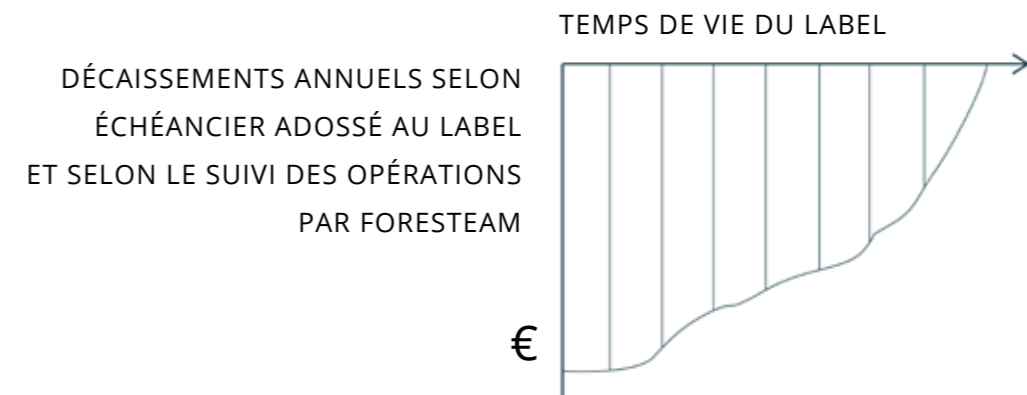 TEMPS DE VIE DU LABEL
DÉCAISSEMENTS ANNUELS SELON
ÉCHÉANCIER ADOSSÉ AU LABEL
ET SELON LE SUIVI DES OPÉRATIONS
PAR FORESTEAM
€